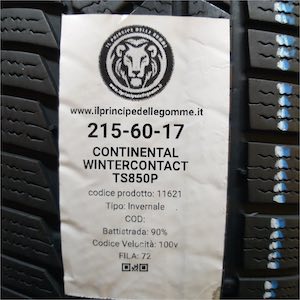 IL PRINCIPE DELLE GOMME
www.ilprincipedellegomme.it
215-60-17
CONTINENTAL
WINTERCONTACT
TS850P
codice prodotto: 11621
Tipo: Invernale
COD:
Battistrada: 90%
Codice Velocità: 100v
FILA: 72